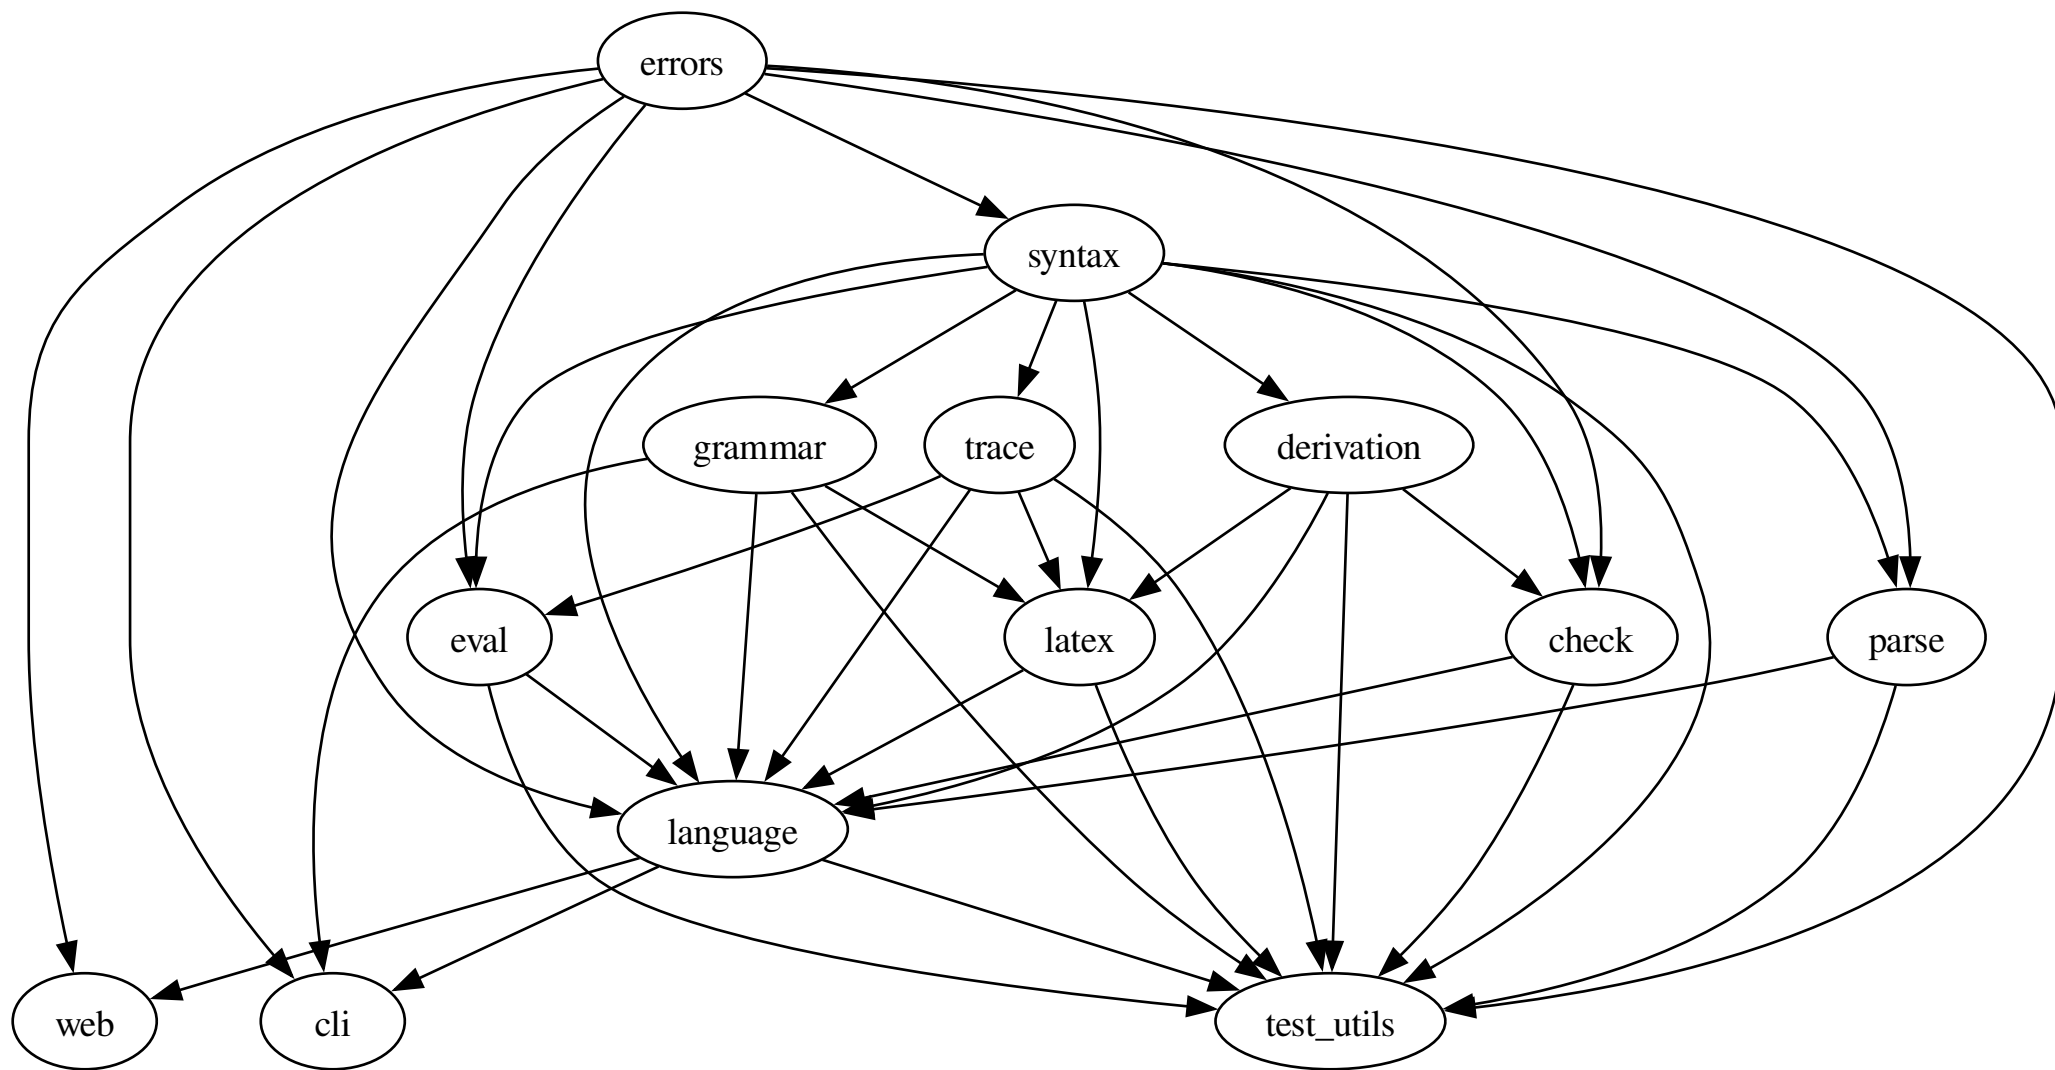 errors
syntax
grammar
trace
derivation
eval
latex
check
parse
language
web
cli
test_utils